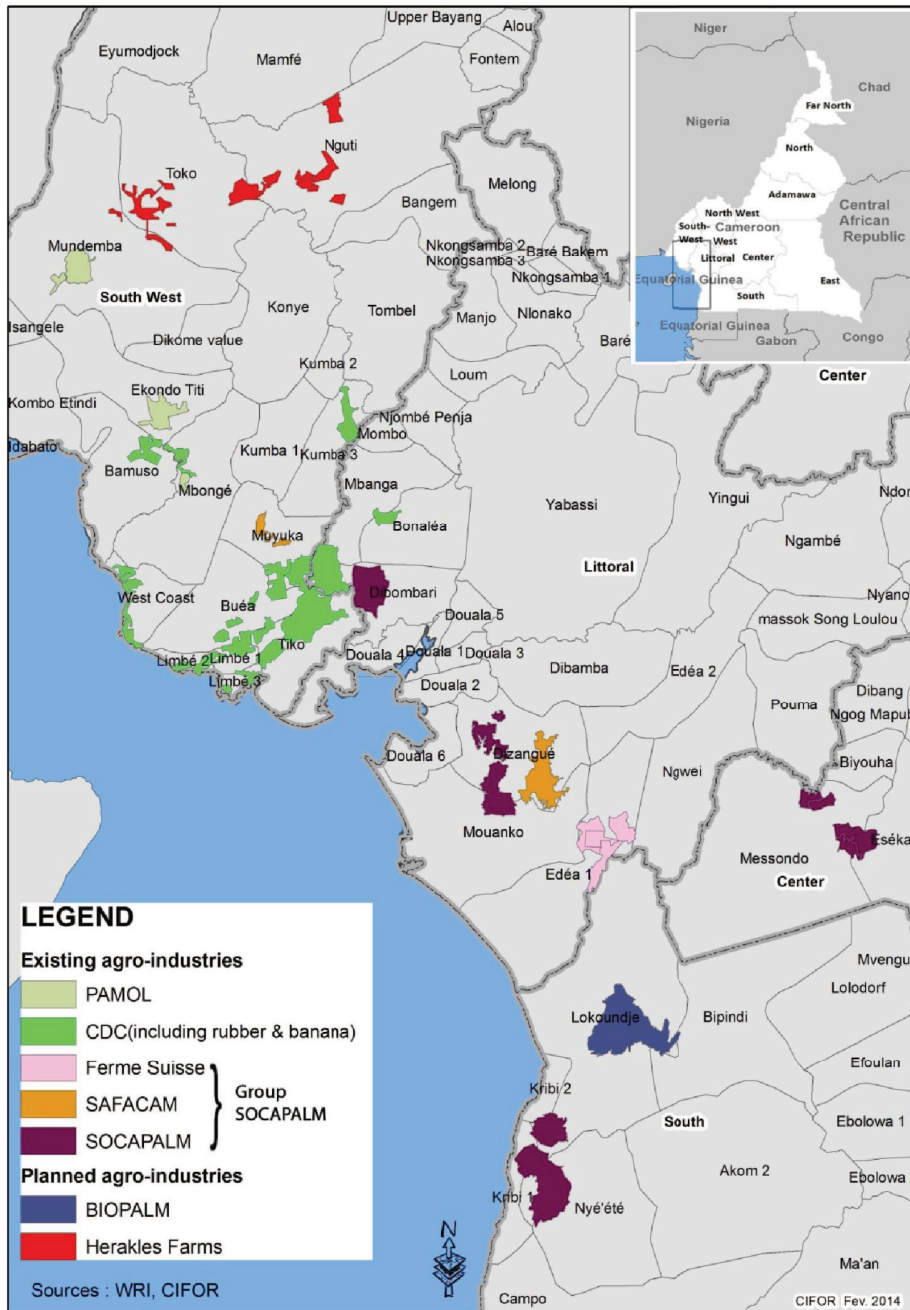 Upper Bayang
Alou
Eyumodjock
Mamfé
Fontem
Niger
Chad
Nigeria
Far North
North
Adamawa
North West
South-
West
West
Cameroon
Central
African
Republic
Littoral
Center
East
Equatorial Guinea
South
Equatorial Guinea
Gabon
Congo
Toko
Nguti
Melong
Bangem
Mundemba
Nkongsamba 2
Baré Bakem
Nkongsamba 3
Nkongsamba 1
South West
Konye
Tombel
Isangele
Manjo
Nlonako
Dikome value
Baré
Kumba 2
Loum
Center
Ekondo Titi
Kombo Etindi
Njombé Penja
Mombo
Idabato
Kumba 1
Kumba 3
Bamuso
Mbongé
Mbanga
Yabassi
Yingui
Ndom
Bonaléa
Muyuka
Ngambé
Littoral
Dibombari
Nyano
West Coast
Buéa
massok Song Loulou
Douala 5
Tiko
Limbé 2
Limbé 1
Douala 4
Douala 1
Douala 3
Dibamba
Edéa 2
Limbé 3
Douala 2
Pouma
Dibang
Ngog Mapub
Douala 6
Dizangué
Biyouha
Ngwei
Mouanko
Eséka
Messondo
Edéa 1
Center
LEGEND
Existing agro-industries
PAMOL
CDC(including rubber & banana)
Ferme Suisse
SAFACAM
SOCAPALM
Group
SOCAPALM
Planned agro-industries
BIOPALM
Herakles Farms
Sources : WRI, CIFOR
Mvengu
Lolodorf
Lokoundje
Bipindi
Efoulan
Kribi 2
South
Ebolowa 1
Akom 2
Ebolowa
Kribi 1
Nyé'été
N
Ma'an
Campo
CIFOR Fev. 2014